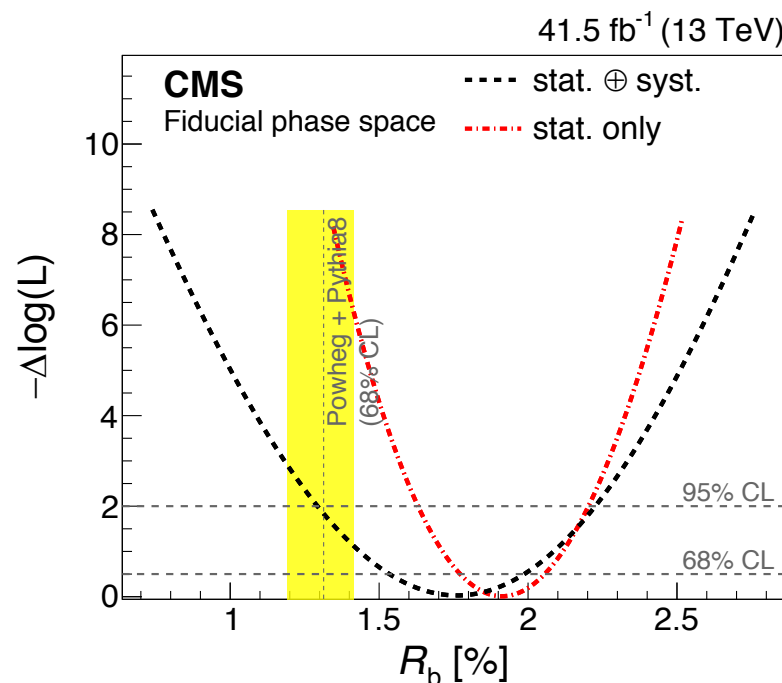 41.5 fb⁻¹ (13 TeV)
CMS
Fiducial phase space
stat. ⊕ syst.
stat. only
Powheg + Pythia8
(68% CL)
95% CL
68% CL
−Δlog(L)
10
8
6
4
2
0
1
1.5
2
2.5
R_b [%]